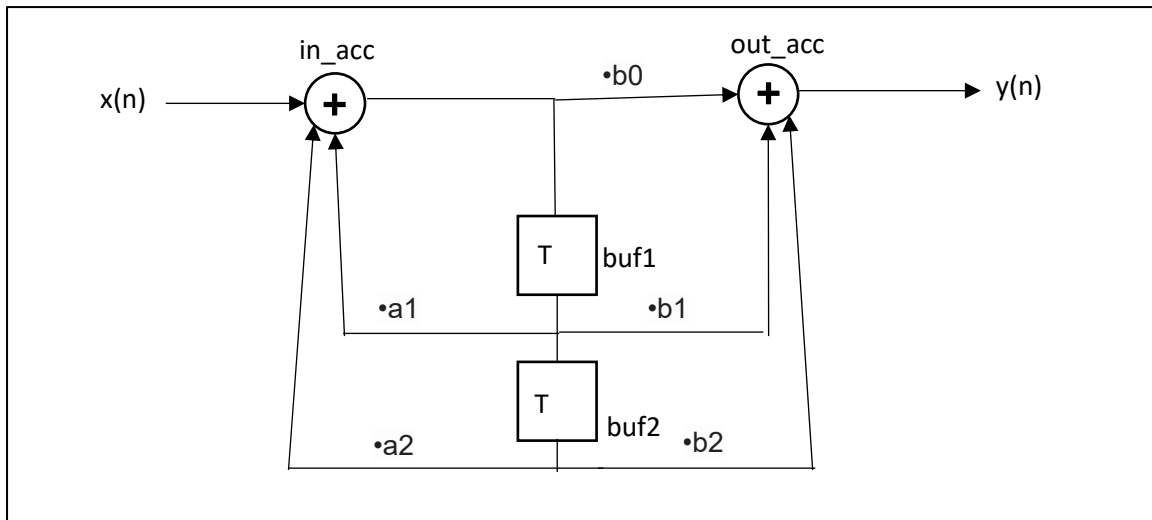 in_acc
out_acc
x(n)
+
•b0
+
y(n)
T
buf1
•a1
•b1
T
buf2
•a2
•b2